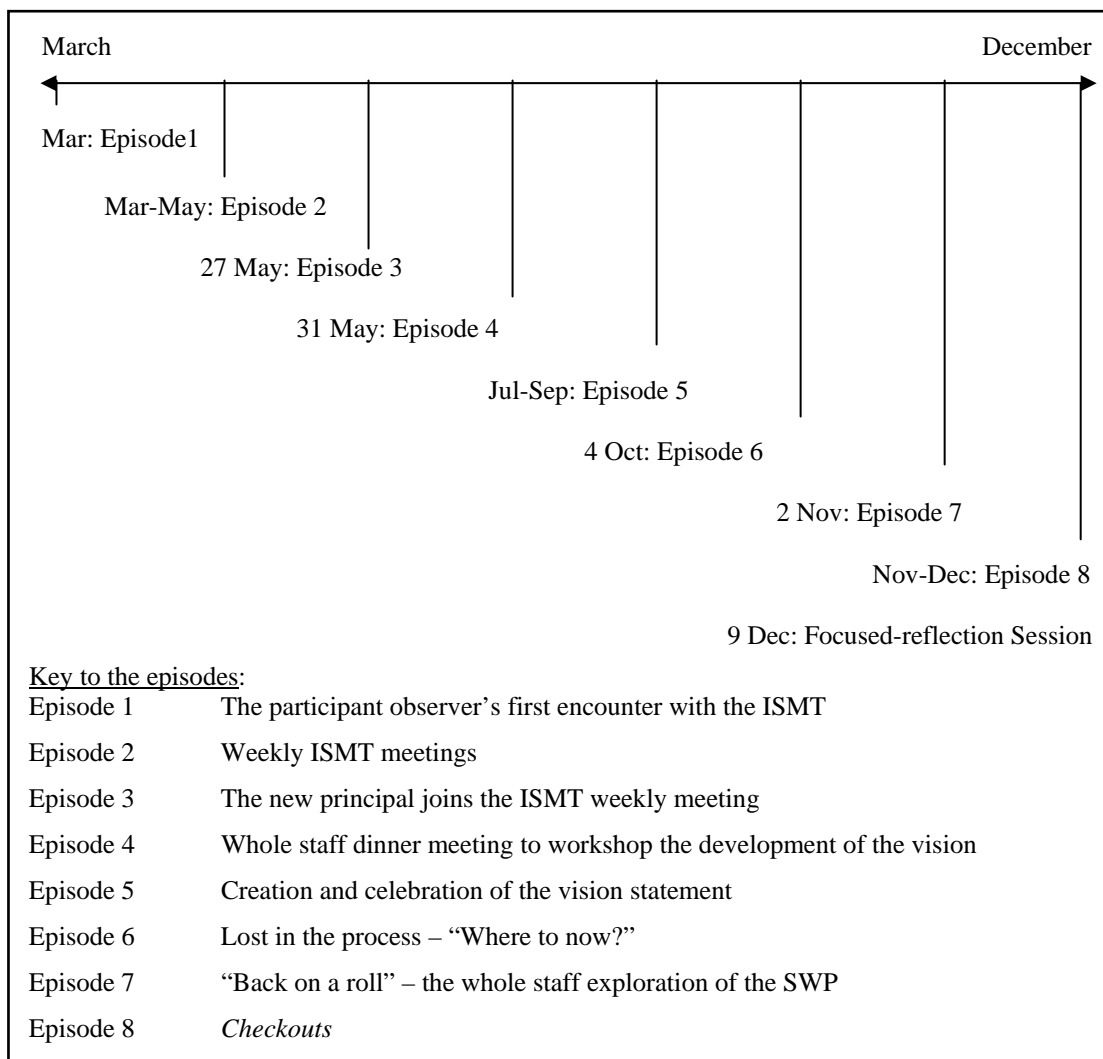 March December
Mar: Episode1
Mar-May: Episode 2
27 May: Episode 3
31 May: Episode 4
Jul-Sep: Episode 5
4 Oct: Episode 6
2 Nov: Episode 7
Nov-Dec: Episode 8
9 Dec: Focused-reflection Session
Key to the episodes:
Episode 1 The participant observer’s first encounter with the ISMT
Episode 2 Weekly ISMT meetings
Episode 3 The new principal joins the ISMT weekly meeting
Episode 4 Whole staff dinner meeting to workshop the development of the vision
Episode 5 Creation and celebration of the vision statement
Episode 6 Lost in the process – “Where to now?”
Episode 7 “Back on a roll” – the whole staff exploration of the SWP
Episode 8 Checkouts